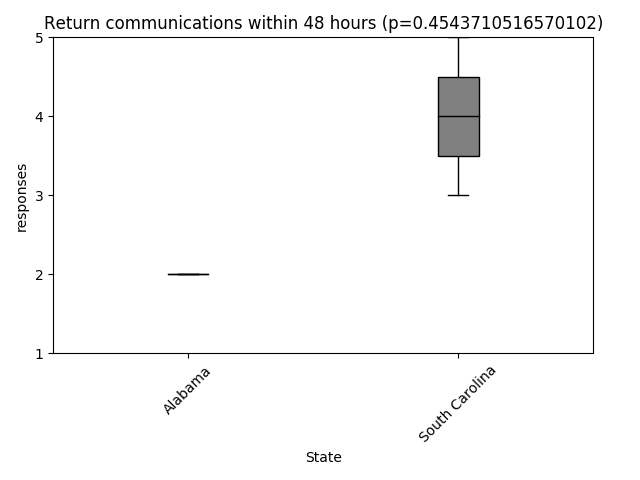 Return communications within 48 hours (p=0.4543710516570102)
5
4
3
2
1
responses
Alabama
South Carolina
State